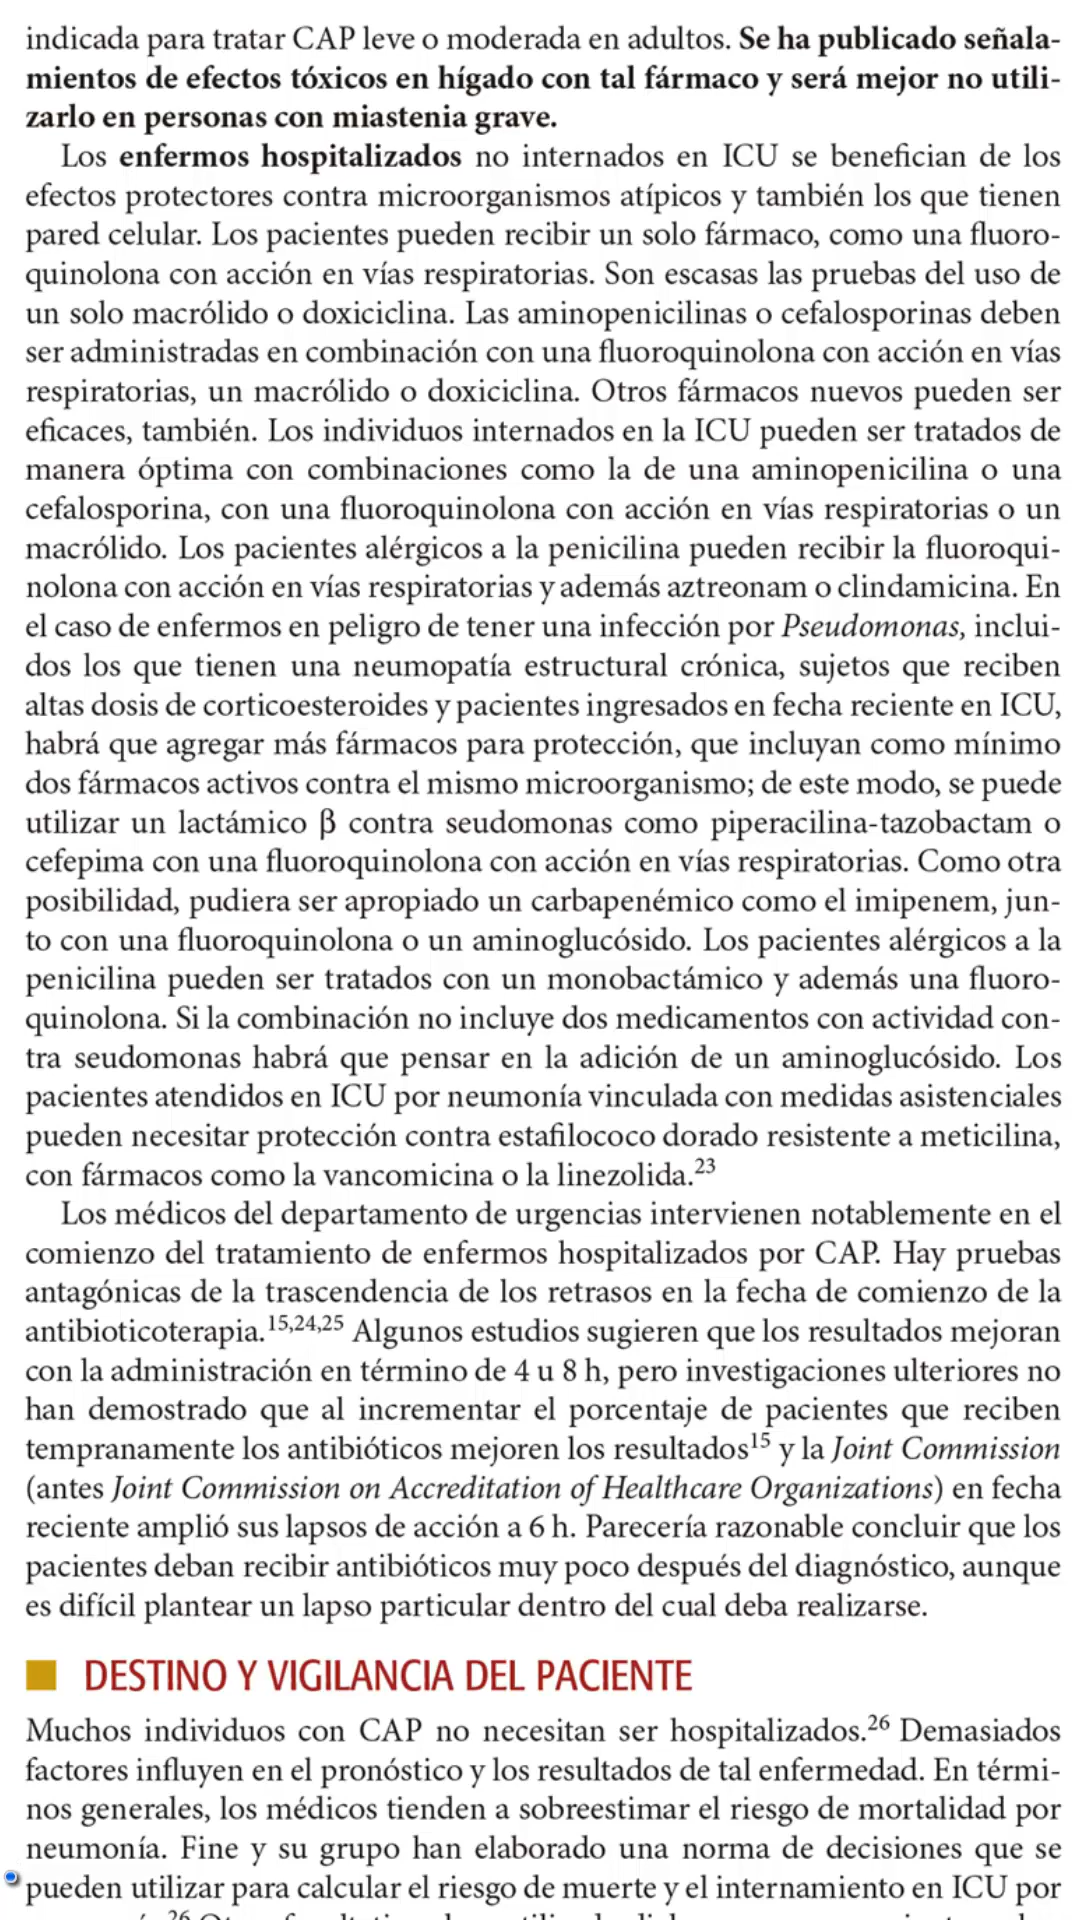 indicada para tratar CAP leve o moderada en adultos. Se ha publicado señala-
mientos de efectos tóxicos en hígado con tal fármaco y será mejor no utili-
zarlo en personas con miastenia grave.
Los enfermos hospitalizados no internados en ICU se benefician de los
efectos protectores contra microorganismos atípicos y también los que tienen
pared celular. Los pacientes pueden recibir un solo fármaco, como una fluoro-
quinolona con acción en vías respiratorias. Son escasas las pruebas del uso de
un solo macrólido o doxiciclina. Las aminopenicilinas o cefalosporinas deben
ser administradas en combinación con una fluoroquinolona con acción en vías
respiratorias, un macrólido o doxiciclina. Otros fármacos nuevos pueden ser
eficaces, también. Los individuos internados en la ICU pueden ser tratados de
manera óptima con combinaciones como la de una aminopenicilina o una
cefalosporina, con una fluoroquinolona con acción en vías respiratorias o un
macrólido. Los pacientes alérgicos a la penicilina pueden recibir la fluoroqui-
nolona con acción en vías respiratorias y además aztreonam o clindamicina. En
el caso de enfermos en peligro de tener una infección por Pseudomonas, inclui-
dos los que tienen una neumopatía estructural crónica, sujetos que reciben
altas dosis de corticoesteroides y pacientes ingresados en fecha reciente en ICU,
habrá que agregar más fármacos para protección, que incluyan como mínimo
dos fármacos activos contra el mismo microorganismo; de este modo, se puede
utilizar un lactámico β contra seudomonas como piperacilina-tazobactam o
cefepima con una fluoroquinolona con acción en vías respiratorias. Como otra
posibilidad, pudiera ser apropiado un carbapenémico como el imipenem, jun-
to con una fluoroquinolona o un aminoglucósido. Los pacientes alérgicos a la
penicilina pueden ser tratados con un monobactámico y además una fluoro-
quinolona. Si la combinación no incluye dos medicamentos con actividad con-
tra seudomonas habrá que pensar en la adición de un aminoglucósido. Los
pacientes atendidos en ICU por neumonía vinculada con medidas asistenciales
pueden necesitar protección contra estafilococo dorado resistente a meticilina,
con fármacos como la vancomicina o la linezolida.23
Los médicos del departamento de urgencias intervienen notablemente en el
comienzo del tratamiento de enfermos hospitalizados por CAP. Hay pruebas
antagónicas de la trascendencia de los retrasos en la fecha de comienzo de la
antibioticoterapia.15,24,25 Algunos estudios sugieren que los resultados mejoran
con la administración en término de 4 u 8 h, pero investigaciones ulteriores no
han demostrado que al incrementar el porcentaje de pacientes que reciben
tempranamente los antibióticos mejoren los resultados15 y la Joint Commission
(antes Joint Commission on Accreditation of Healthcare Organizations) en fecha
reciente amplió sus lapsos de acción a 6 h. Parecería razonable concluir que los
pacientes deban recibir antibióticos muy poco después del diagnóstico, aunque
es difícil plantear un lapso particular dentro del cual deba realizarse.
DESTINO Y VIGILANCIA DEL PACIENTE
Muchos individuos con CAP no necesitan ser hospitalizados.26 Demasiados
factores influyen en el pronóstico y los resultados de tal enfermedad. En térmi-
nos generales, los médicos tienden a sobreestimar el riesgo de mortalidad por
neumonía. Fine y su grupo han elaborado una norma de decisiones que se
pueden utilizar para calcular el riesgo de muerte y el internamiento en ICU por